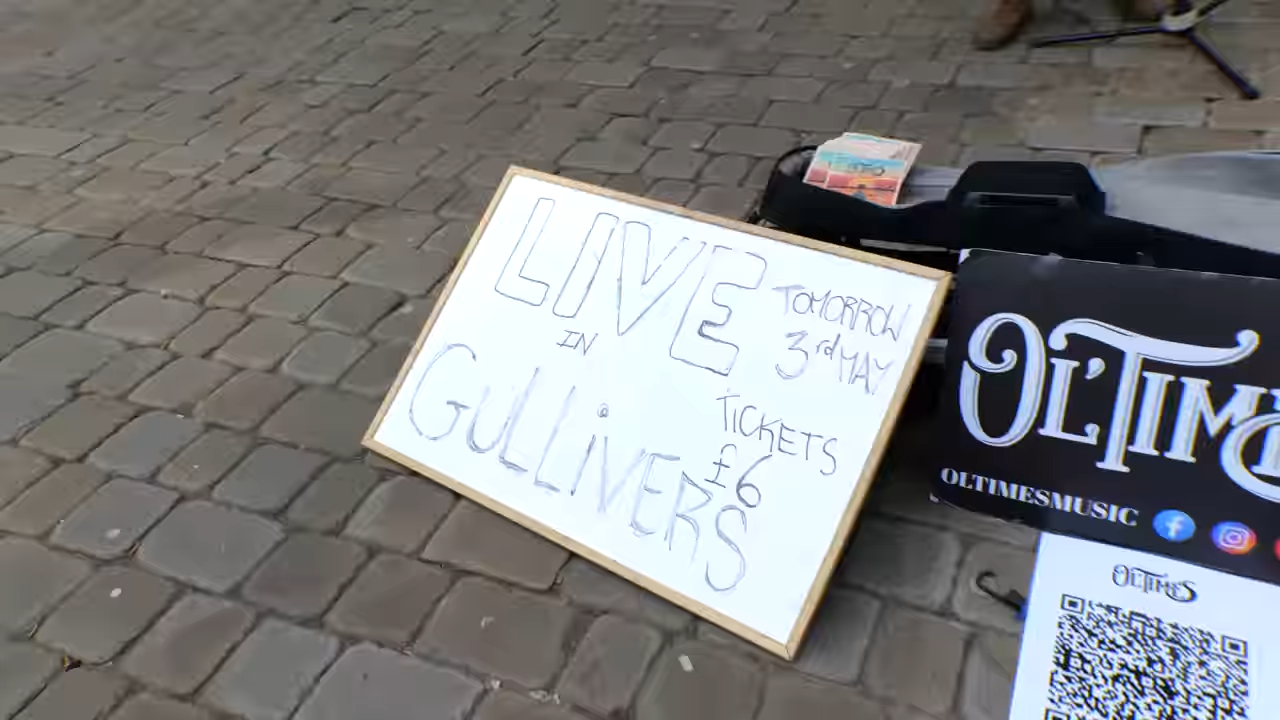 LIVE
TOMORROW
3rd MAY
IN
GULLiVERS
TiCKETS
£6
OL'TIMES
OLTIMESMUSIC
OL'TIMES